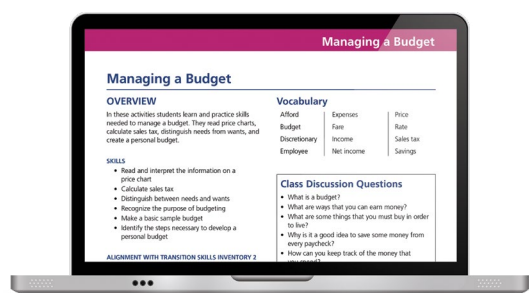 Managing a Budget
Managing a Budget
OVERVIEW
In these activities students learn and practice skills
needed to manage a budget. They read price charts,
calculate sales tax, distinguish needs from wants, and
create a personal budget.
SKILLS
• Read and interpret the information on a
price chart
• Calculate sales tax
• Distinguish between needs and wants
• Recognize the purpose of budgeting
• Make a basic sample budget
• Identify the steps necessary to develop a
personal budget
ALIGNMENT WITH TRANSITION SKILLS INVENTORY 2
Vocabulary
Afford Expenses Price
Budget Fare Rate
Discretionary Income Sales tax
Employee Net income Savings
Class Discussion Questions
• What is a budget?
• What are ways that you can earn money?
• What are some things that you must buy in order
to live?
• Why is it a good idea to save some money from
every paycheck?
• How can you keep track of the money that